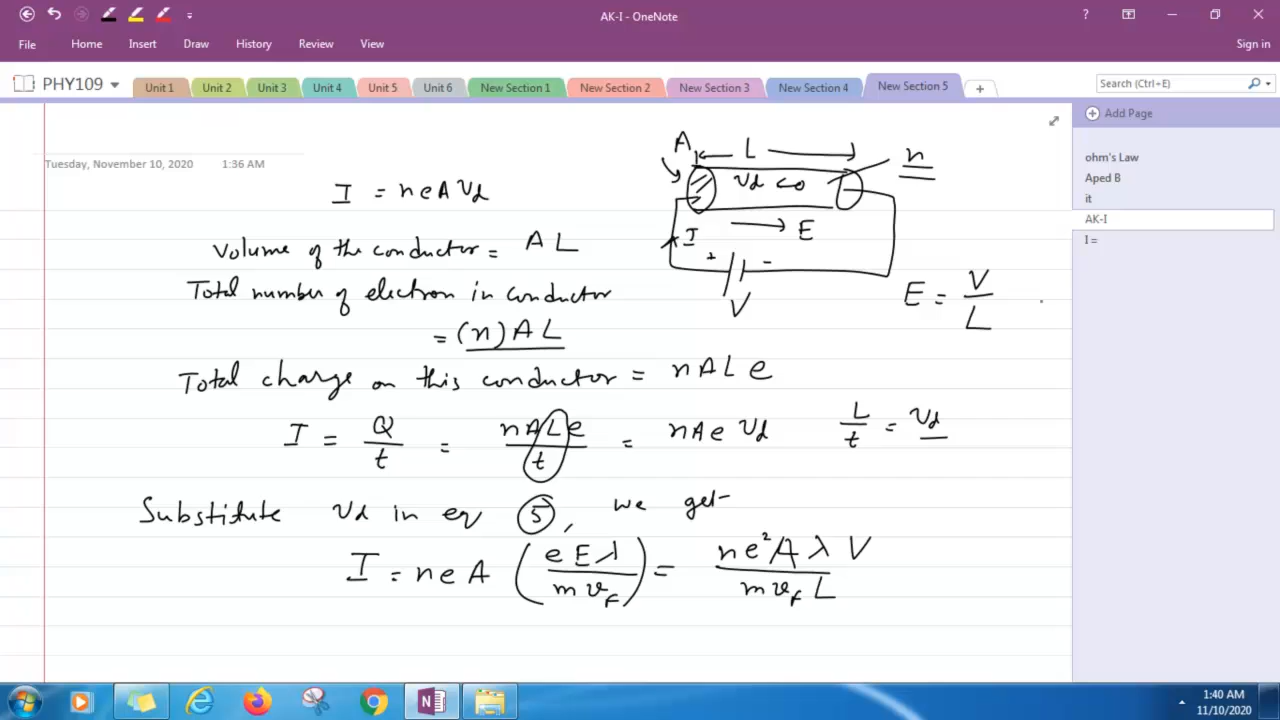 AK-I - OneNote
?
File Home Insert Draw History Review View
Sign in
PHY109
Unit 1 Unit 2 Unit 3 Unit 4 Unit 5 Unit 6 New Section 1 New Section 2 New Section 3 New Section 4 New Section 5 +
Search (Ctrl+E)
Add Page
ohm's Law
Aped B
it
AK-I
I =
Tuesday, November 10, 2020 1:36 AM
A L n
vd
E
I
+ -
V
I = neA vd
Volume of the conductor = AL
E = V/L
Total number of electron in conductor
= (n) AL
Total charge on this conductor = nALe
I = Q/t = nALe/t = nAe vd L/t = vd
Substitute vd in eq 5, we get
I = neA (eEλ/mvF) = ne²AλV/mvFL
1:40 AM
11/10/2020